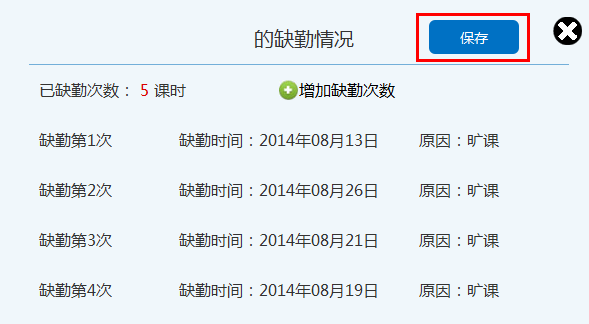 的缺勤情况 保存
已缺勤次数： 5 课时 增加缺勤次数
缺勤第1次 缺勤时间：2014年08月13日 原因：旷课
缺勤第2次 缺勤时间：2014年08月26日 原因：旷课
缺勤第3次 缺勤时间：2014年08月21日 原因：旷课
缺勤第4次 缺勤时间：2014年08月19日 原因：旷课